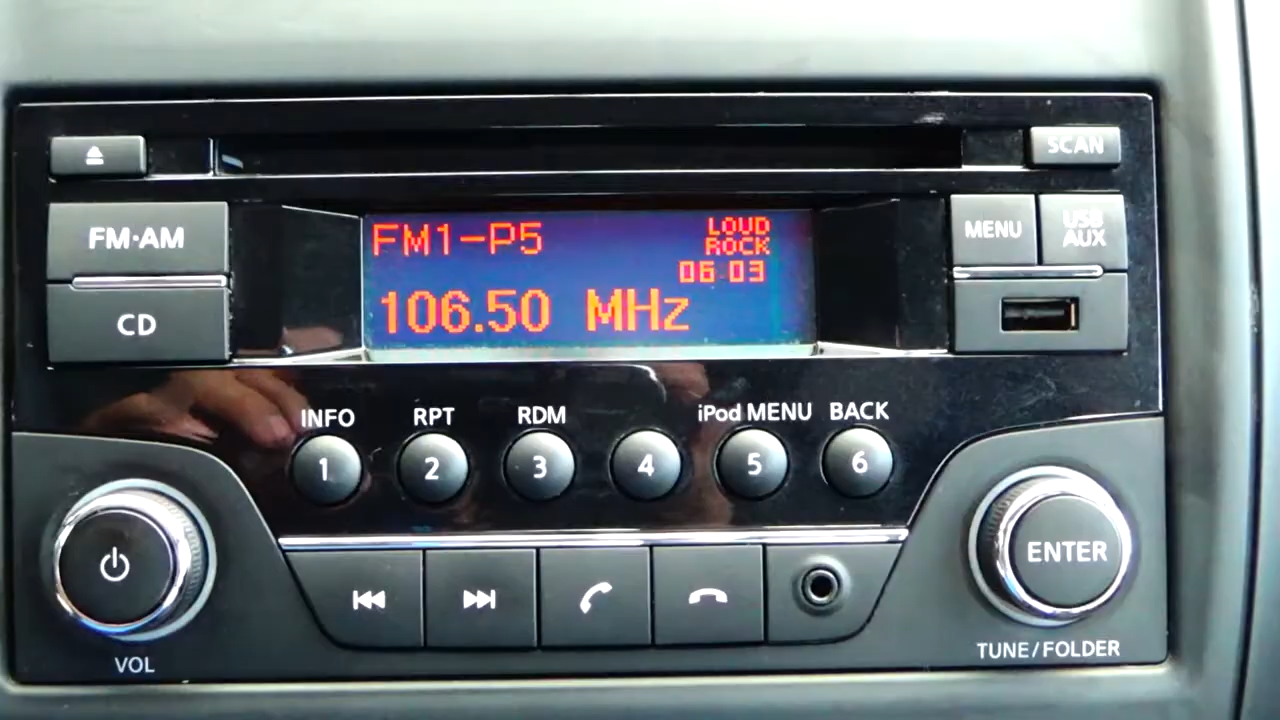 SCAN
FM·AM
FM1-P5
LOUD
ROCK
MENU
USB
AUX
06:03
106.50 MHz
CD
INFO
RPT
RDM
iPod MENU
BACK
1
2
3
4
5
6
ENTER
VOL
TUNE/FOLDER